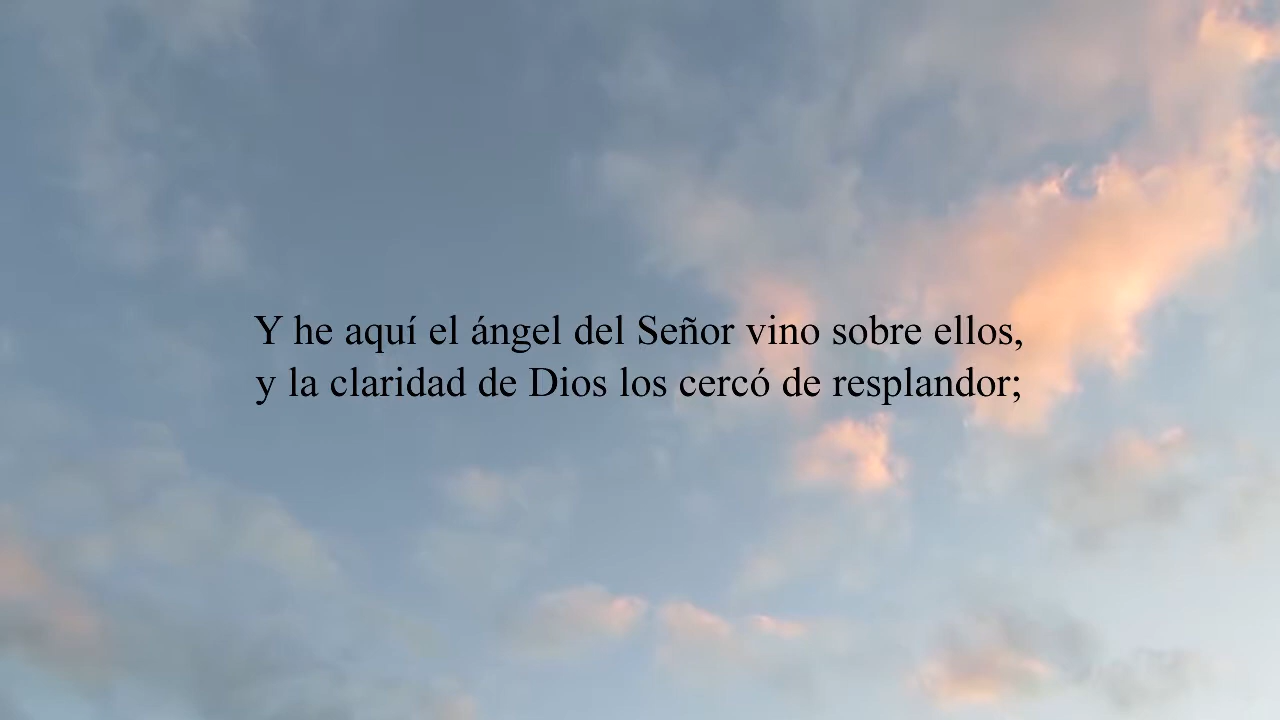 Y he aquí el ángel del Señor vino sobre ellos,
y la claridad de Dios los cercó de resplandor;